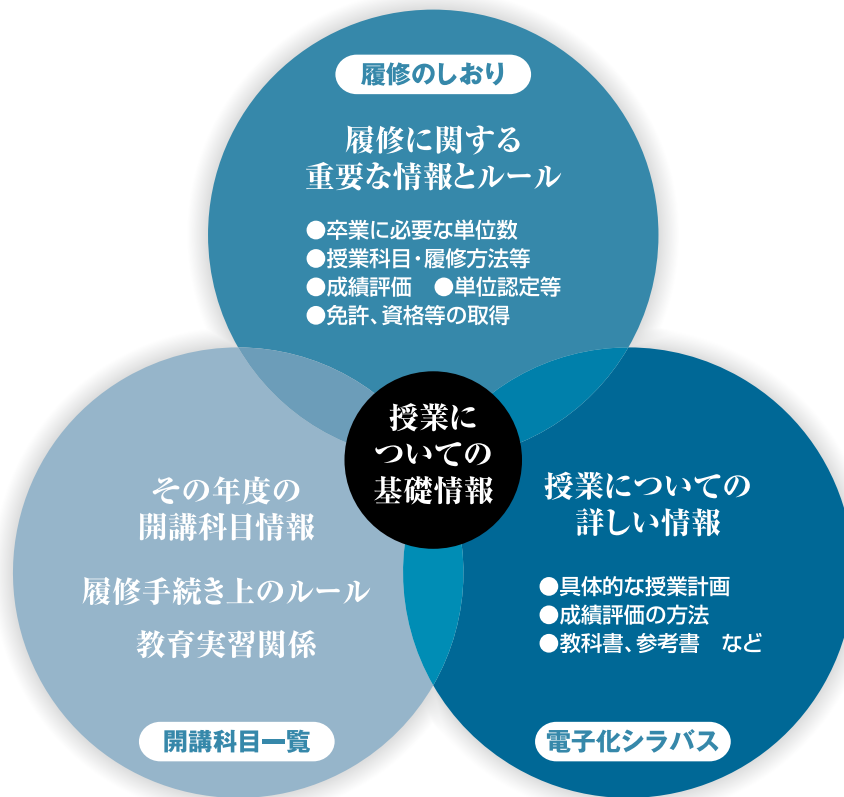 履修のしおり
履修に関する
重要な情報とルール
●卒業に必要な単位数
●授業科目・履修方法等
●成績評価　●単位認定等
●免許、資格等の取得
授業に
ついての
基礎情報
その年度の
開講科目情報
履修手続き上のルール
教育実習関係
開講科目一覧
授業についての
詳しい情報
●具体的な授業計画
●成績評価の方法
●教科書、参考書　など
電子化シラバス